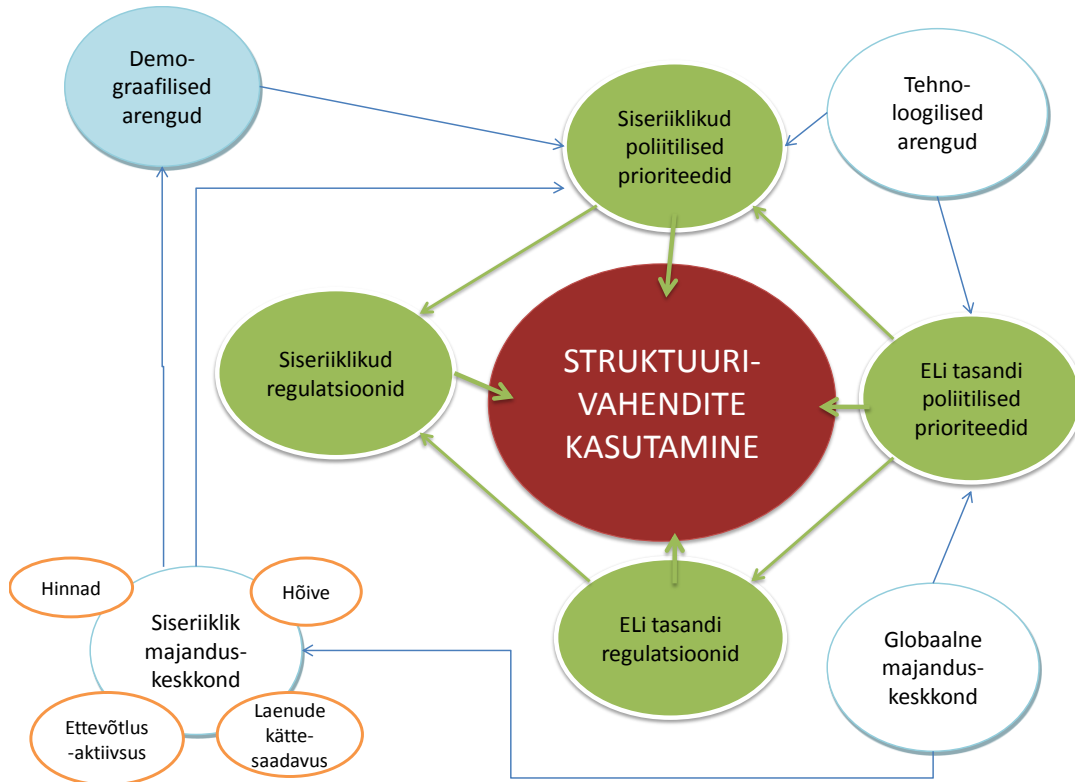 Demo-
graafilised
arengud
Siseriiklikud
poliitilised
prioriteedid
Tehno-
loogilised
arengud
Siseriiklikud
regulatsioonid
STRUKTUURI-
VAHENDITE
KASUTAMINE
ELi tasandi
poliitilised
prioriteedid
Hinnad
Hõive
Siseriiklik
majandus-
keskkond
Ettevõtlus
-aktiivsus
Laenude
kätte-
saadavus
ELi tasandi
regulatsioonid
Globaalne
majandus-
keskkond